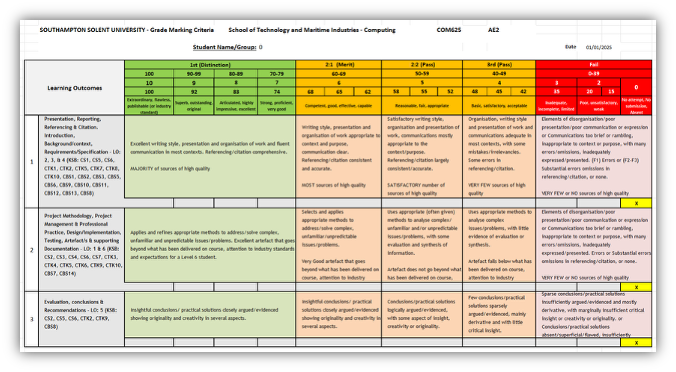 SOUTHAMPTON SOLENT UNIVERSITY - Grade Marking Criteria School of Technology and Maritime Industries - Computing COM625 AE2
Student Name/Group: 0 Date 01/01/2025
Learning Outcomes
1st (Distinction) 2:1 (Merit) 2:2 (Pass) 3rd (Pass) Fail
100 90-99 80-89 70-79 60-69 50-59 40-49 0-39
10 9 8 7 6 5 4 3 2 0
100 92 83 74 68 65 62 58 55 52 48 45 42 35 20 15
Extraordinary, flawless, publishable (or industry standard)
Superb, outstanding original
Articulated, highly impressive, excellent
Strong, proficient, very good
Competent, good, effective, capable
Reasonable, fair, appropriate
Basic, satisfactory, acceptable
Inadequate, incomplete, limited
Poor, unsatisfactory, weak
No attempt, No submission, Absent
1
Presentation, Reporting,
Referencing & Citation,
Introduction,
Background/context,
Requirements/Specification - LO:
2, 3, & 4 (KSB: CS1, CS5, CS6,
CTK1, CTK2, CTK5, CTK7, CTK8,
CTK10, CBS1, CBS2, CBS3, CBS5,
CBS6, CBS9, CBS10, CBS11,
CBS12, CBS13, CBS8)
Excellent writing style, presentation and organisation of work and fluent
communication in most contexts. Referencing/citation comprehensive.
MAJORITY of sources of high quality
Writing style, presentation
and organisation of work
appropriate to context and
purpose, communication
clear.
Referencing/citation
consistent and accurate.
MOST sources of high quality
Satisfactory writing style,
organisation and presentation
of work, communications
mostly appropriate to the
context/purpose.
Referencing/citation largely
consistent/accurate.
SATISFACTORY number of
sources of high quality
Organisation, writing style
and presentation of work and
communications adequate in
most contexts, with some
mistakes/irrelevancies.
Some errors in
referencing/citation.
VERY FEW sources of high
quality
Elements of disorganisation/poor
presentation/poor communication or expression
or Communications too brief or rambling,
inappropriate to context or purpose, with many
errors/omissions, inadequately
expressed/presented. (F1) Errors or (F2-F3)
Substantial errors omissions in
referencing/citation, or none.
VERY FEW or NO sources of high quality
X
2
Project Methodology, Project
Management & Professional
Practice, Design/Implementation,
Testing, Artefacts & supporting
Documentation - LO: 1 & 6 (KSB:
CS2, CS3, CS4, CS6, CS7, CTK3,
CTK4, CTK5, CTK6, CTK9, CTK10,
CBS7, CBS14)
Applies and refines appropriate methods to address/solve complex,
unfamiliar and unpredictable issues/problems. Excellent artefact that goes
beyond what has been delivered on course, attention to industry standards
and expectations for a Level 6 student.
Selects and applies
appropriate methods to
address/solve complex,
unfamiliar/unpredictable
issues/problems.
Very Good artefact that goes
beyond what has been delivered on
course, attention to industry
Uses appropriate (often given)
methods to analyse complex/
unfamiliar and/or unpredictable
issues/problems, with some
evaluation and synthesis of
information.
Artefact does not go beyond what
has been delivered on course.
Uses appropriate methods to
analyse complex
issues/problems, with little
evidence of evaluation or
synthesis.
Artefact falls below what
has been delivered on
course, attention to
Elements of disorganisation/poor
presentation/poor communication or expression
or Communications too brief or rambling,
inappropriate to context or purpose, with many
errors/omissions, inadequately
expressed/presented. Errors or Substantial errors
omissions in referencing/citation, or none.
VERY FEW or NO sources of high quality
X
3
Evaluation, conclusions &
Recommendations - LO: 5 (KSB:
CS2, CS5, CS6, CTK2, CTK9,
CBS8)
Insightful conclusions/ practical solutions closely argued/evidenced
showing originality and creativity in several aspects.
Insightful conclusions/ practical
solutions closely argued/evidenced
showing originality and creativity in
several aspects.
Conclusions/practical solutions
logically argued/evidenced,
with some aspect of insight,
creativity or originality.
Few conclusions/practical
solutions sparsely
argued/evidenced, mainly
derivative and with little
critical insight.
Sparse conclusions/practical solutions
insufficiently argued/evidenced and mostly
derivative, with marginally insufficient critical
insight or creativity or originality. or
Conclusions/practical solutions
absent/superficial/flawed, insufficiently
X